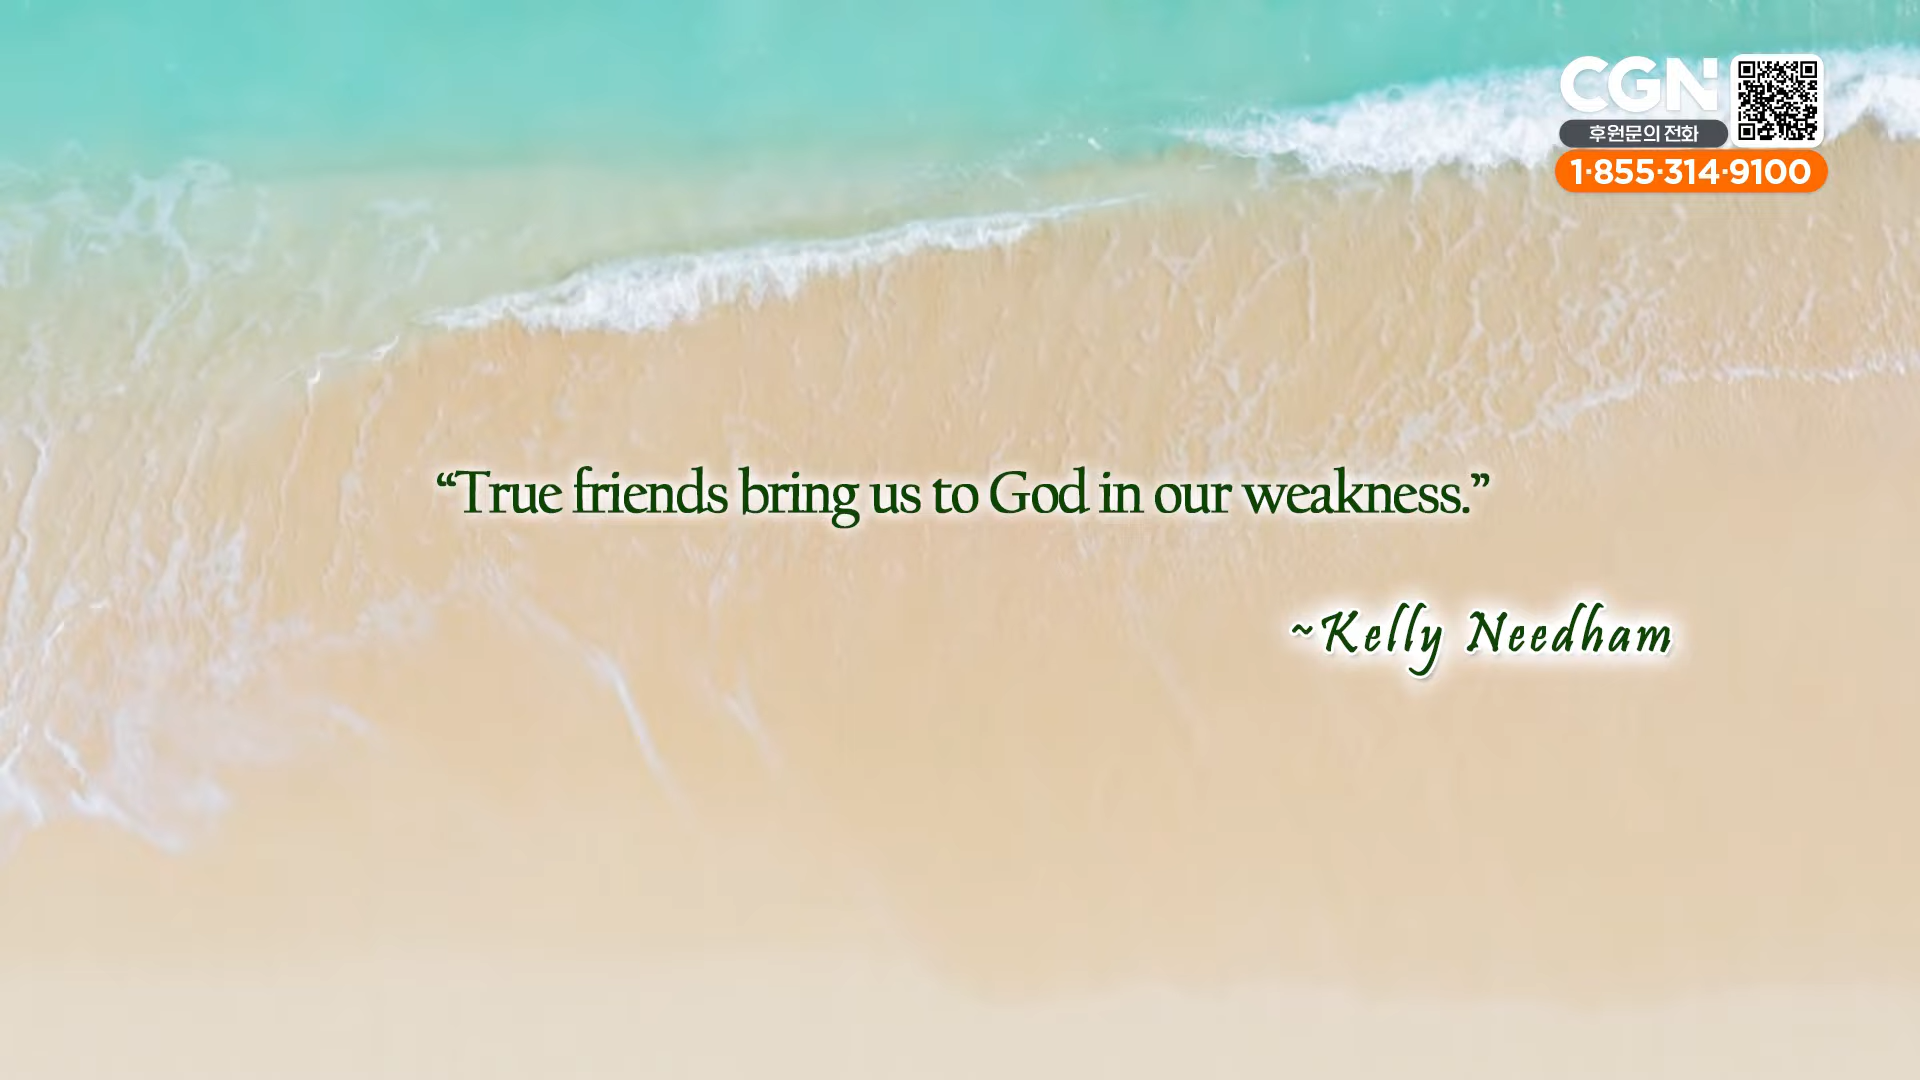 CGN
후원문의 전화
1·855·314·9100
“True friends bring us to God in our weakness.”
~Kelly Needham